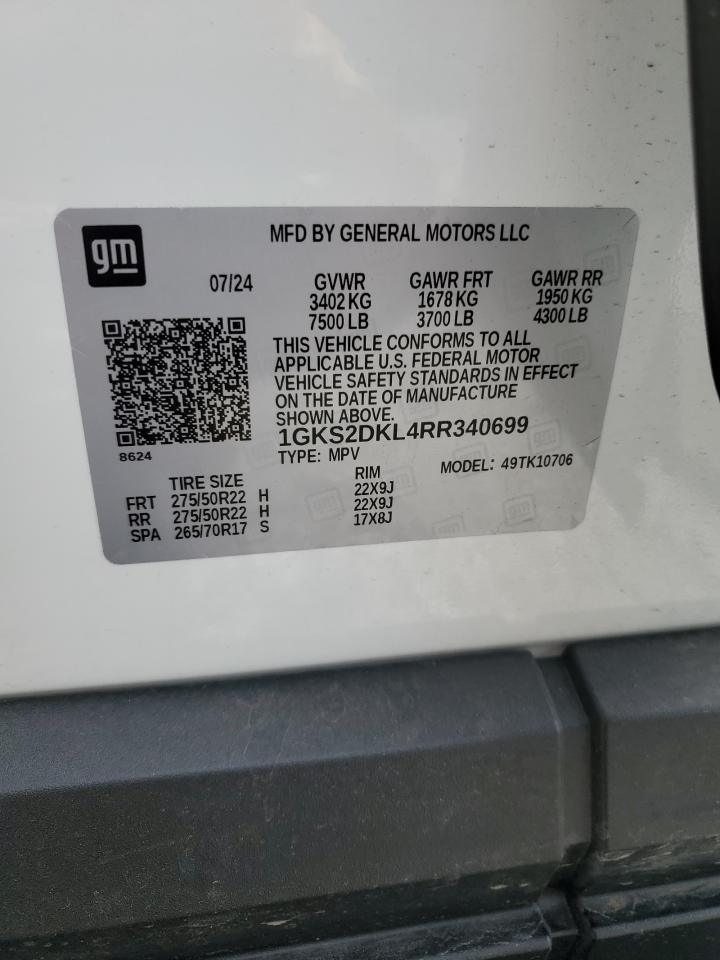 gm
MFD BY GENERAL MOTORS LLC
07/24 GVWR GAWR FRT GAWR RR
3402 KG 1678 KG 1950 KG
7500 LB 3700 LB 4300 LB
THIS VEHICLE CONFORMS TO ALL
APPLICABLE U.S. FEDERAL MOTOR
VEHICLE SAFETY STANDARDS IN EFFECT
ON THE DATE OF MANUFACTURE
SHOWN ABOVE.
1GKS2DKL4RR340699
8624
TYPE: MPV MODEL: 49TK10706
TIRE SIZE RIM
FRT 275/50R22 H 22X9J
RR 275/50R22 H 22X9J
SPA 265/70R17 S 17X8J